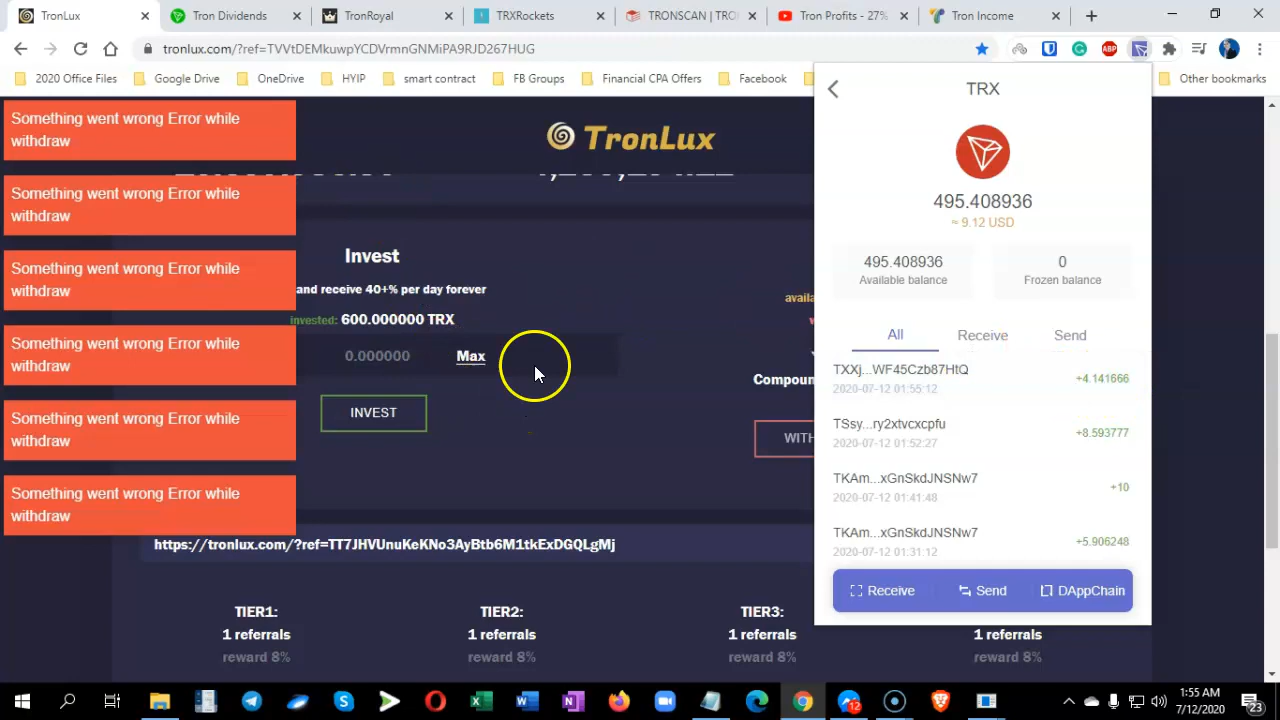 TronLux
Tron Dividends
TronRoyal
TRXRockets
TRONSCAN | TRO
Tron Profits - 27%
Tron Income
tronlux.com/?ref=TVVtDEMkuwpYCDVrmnGNMiPA9RJD267HUG
ABP
2020 Office Files
Google Drive
OneDrive
HYIP
smart contract
FB Groups
Financial CPA Offers
Facebook
Other bookmarks
Something went wrong Error while
withdraw
Something went wrong Error while
withdraw
Something went wrong Error while
withdraw
Something went wrong Error while
withdraw
Something went wrong Error while
withdraw
Something went wrong Error while
withdraw
TronLux
Invest
and receive 40+% per day forever
invested: 600.000000 TRX
0.000000 Max
INVEST
availa
Compoun
WITH
https://tronlux.com/?ref=TT7JHVUnuKeKNo3AyBtb6M1tkExDGQLgMj
TIER1:
1 referrals
reward 8%
TIER2:
1 referrals
reward 8%
TIER3:
1 referrals
reward 8%
1 referrals
reward 8%
TRX
495.408936
≈ 9.12 USD
495.408936
Available balance
0
Frozen balance
All
Receive
Send
TXXj...WF45Czb87HtQ
2020-07-12 01:55:12
+4.141666
TSsy...ry2xtvcxcpfu
2020-07-12 01:52:27
+8.593777
TKAm...xGnSkdJNSNw7
2020-07-12 01:41:48
+10
TKAm...xGnSkdJNSNw7
2020-07-12 01:31:12
+5.906248
Receive
Send
DAppChain
12
1:55 AM
7/12/2020
23